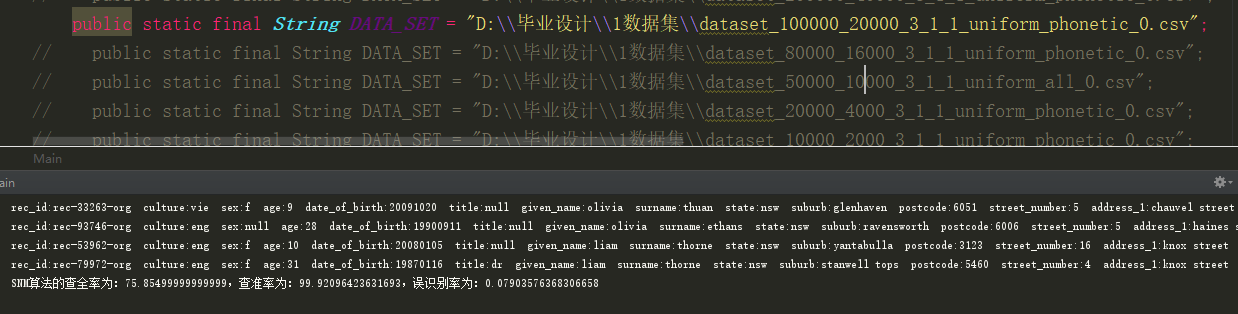 public static final String DATA_SET = "D:\\毕业设计\\1数据集\\dataset_100000_20000_3_1_1_uniform_phonetic_0.csv";
// public static final String DATA_SET = "D:\\毕业设计\\1数据集\\dataset_80000_16000_3_1_1_uniform_phonetic_0.csv";
// public static final String DATA_SET = "D:\\毕业设计\\1数据集\\dataset_50000_10000_3_1_1_uniform_all_0.csv";
// public static final String DATA_SET = "D:\\毕业设计\\1数据集\\dataset_20000_4000_3_1_1_uniform_phonetic_0.csv";
// public static final String DATA_SET = "D:\\毕业设计\\1数据集\\dataset_10000_2000_3_1_1_uniform_phonetic_0.csv";
Main
ain
rec_id:rec-33263-org culture:vie sex:f age:9 date_of_birth:20091020 title:null given_name:olivia surname:thuan state:nsw suburb:glenhaven postcode:6051 street_number:5 address_1:chauvel street
rec_id:rec-93746-org culture:eng sex:null age:28 date_of_birth:19900911 title:null given_name:olivia surname:ethans state:nsw suburb:ravensworth postcode:6006 street_number:5 address_1:haines s
rec_id:rec-53962-org culture:eng sex:f age:10 date_of_birth:20080105 title:null given_name:liam surname:thorne state:nsw suburb:yantabulla postcode:3123 street_number:16 address_1:knox street
rec_id:rec-79972-org culture:eng sex:f age:31 date_of_birth:19870116 title:dr given_name:liam surname:thorne state:nsw suburb:stanwell tops postcode:5460 street_number:4 address_1:knox street
SNM算法的查全率为：75.85499999999999，查准率为：99.92096423631693，误识别率为：0.07903576368306658